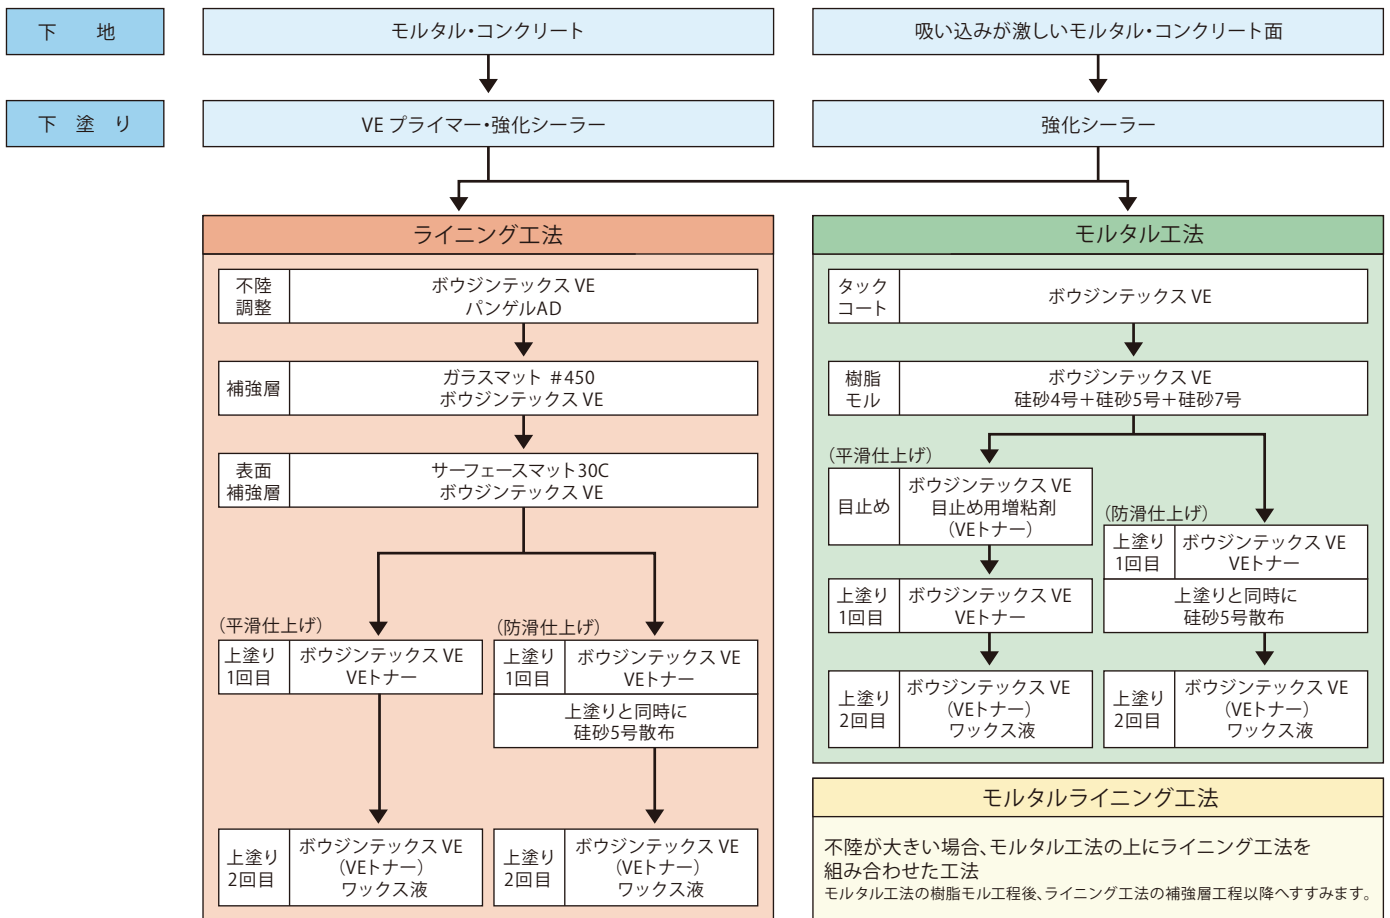 下 地
モルタル・コンクリート
吸い込みが激しいモルタル・コンクリート面
下 塗 り
VE プライマー・強化シーラー
強化シーラー
ライニング工法
不陸
調整
ボウジンテックス VE
パンゲルAD
補強層
ガラスマット #450
ボウジンテックス VE
表面
補強層
サーフェースマット30C
ボウジンテックス VE
(平滑仕上げ)
上塗り
1回目
ボウジンテックス VE
VEトナー
上塗り
2回目
ボウジンテックス VE
(VEトナー)
ワックス液
(防滑仕上げ)
上塗り
1回目
ボウジンテックス VE
VEトナー
上塗りと同時に
硅砂5号散布
上塗り
2回目
ボウジンテックス VE
(VEトナー)
ワックス液
モルタル工法
タック
コート
ボウジンテックス VE
樹脂
モル
ボウジンテックス VE
硅砂4号+硅砂5号+硅砂7号
(平滑仕上げ)
目止め
ボウジンテックス VE
目止め用増粘剤
(VEトナー)
上塗り
1回目
ボウジンテックス VE
VEトナー
上塗り
2回目
ボウジンテックス VE
(VEトナー)
ワックス液
(防滑仕上げ)
上塗り
1回目
ボウジンテックス VE
VEトナー
上塗りと同時に
硅砂5号散布
上塗り
2回目
ボウジンテックス VE
(VEトナー)
ワックス液
モルタルライニング工法
不陸が大きい場合、モルタル工法の上にライニング工法を
組み合わせた工法
モルタル工法の樹脂モル工程後、ライニング工法の補強層工程以降へすすみます。